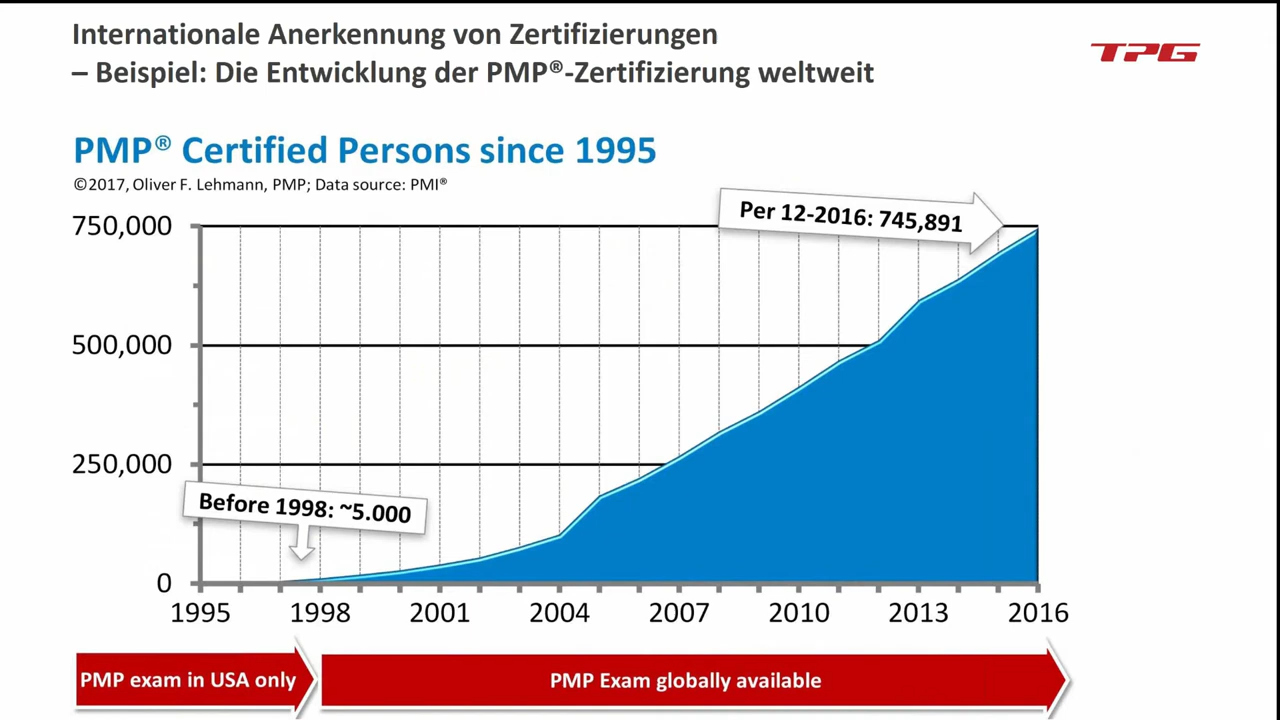 Internationale Anerkennung von Zertifizierungen
– Beispiel: Die Entwicklung der PMP®-Zertifizierung weltweit
TPG
PMP® Certified Persons since 1995
©2017, Oliver F. Lehmann, PMP; Data source: PMI®
Per 12-2016: 745,891
750,000
500,000
250,000
Before 1998: ~5.000
0
1995 1998 2001 2004 2007 2010 2013 2016
PMP exam in USA only
PMP Exam globally available